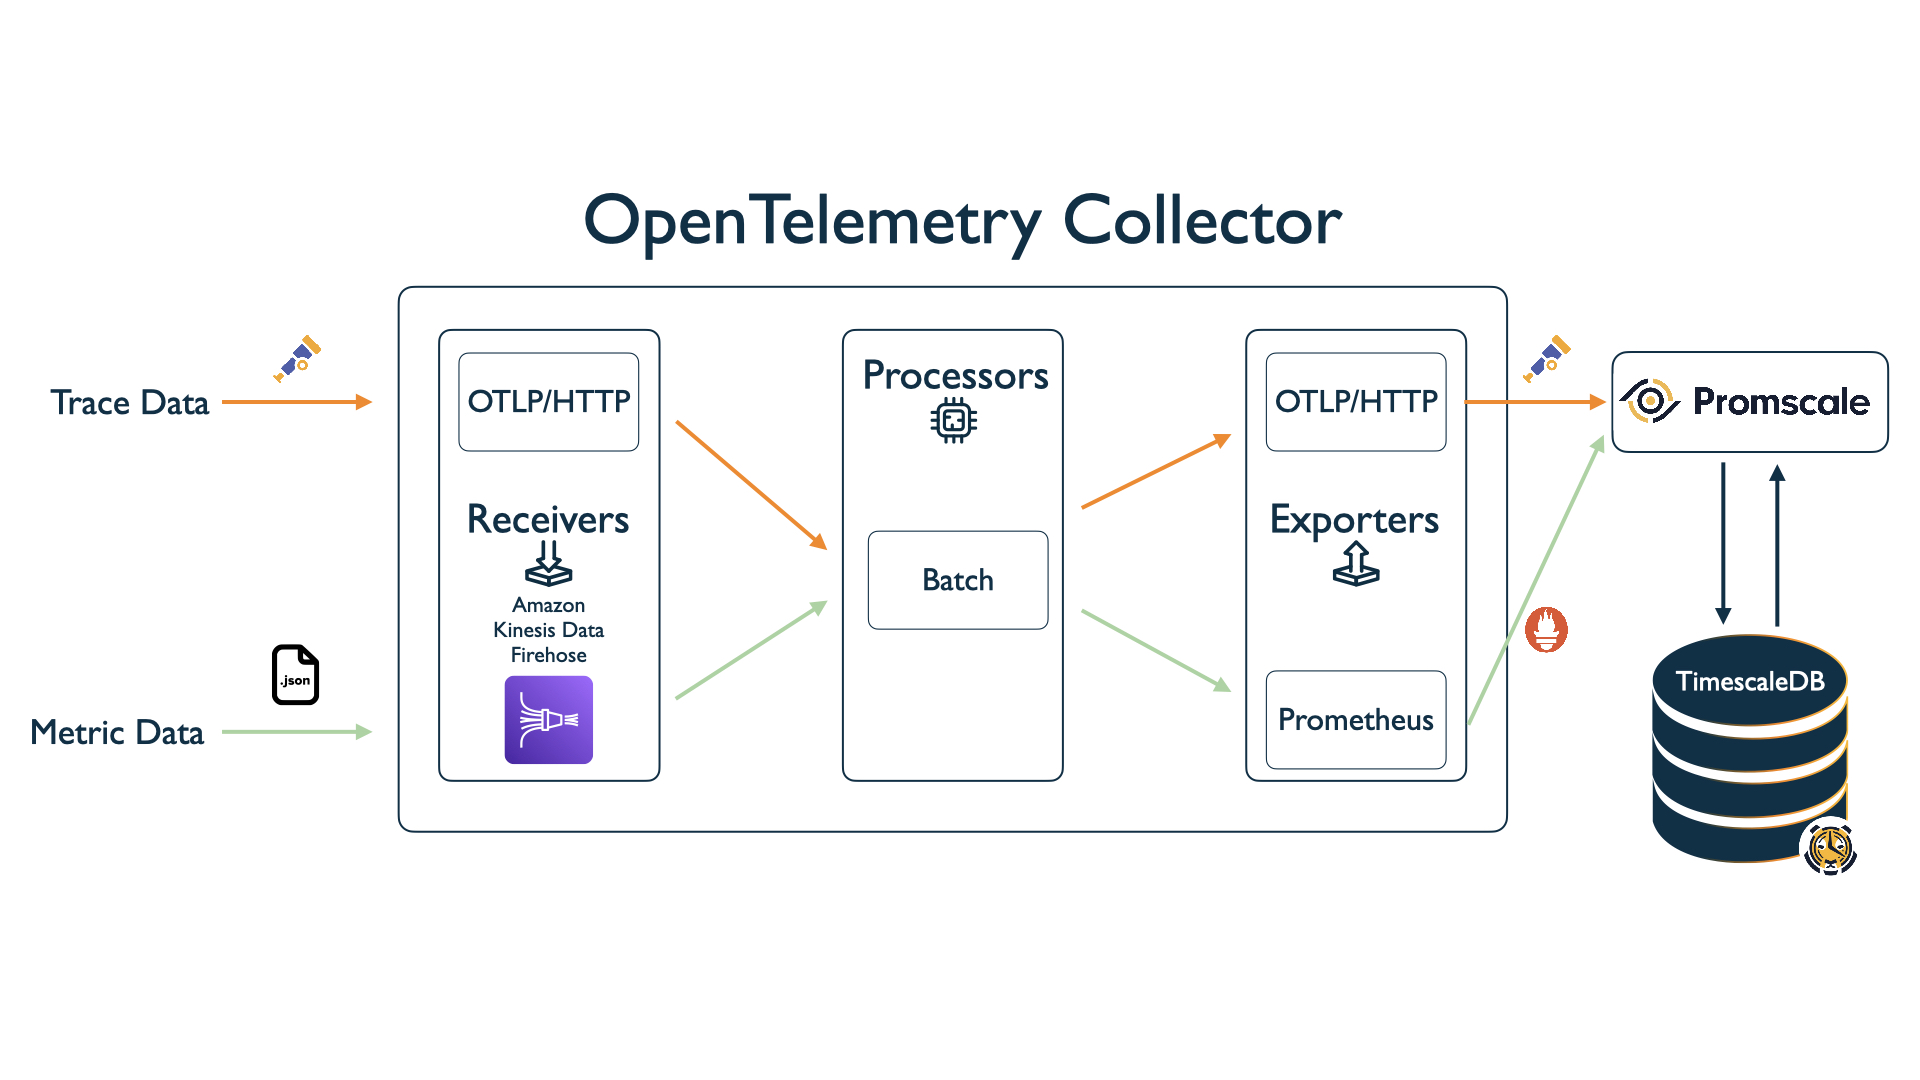 OpenTelemetry Collector
Trace Data
.json
Metric Data
OTLP/HTTP
Receivers
Amazon
Kinesis Data
Firehose
Processors
Batch
OTLP/HTTP
Exporters
Prometheus
Promscale
TimescaleDB